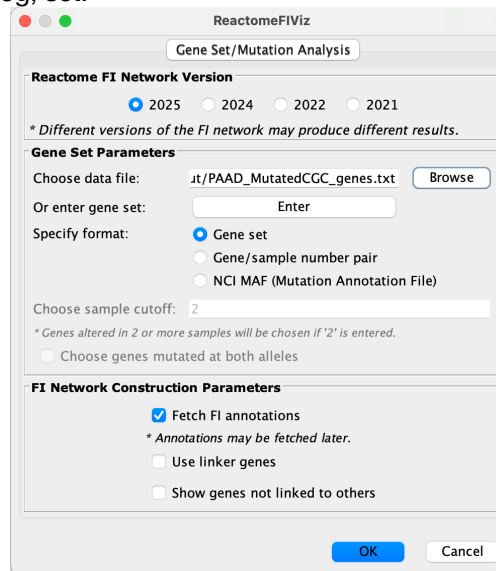 ReactomeFIViz
Gene Set/Mutation Analysis
Reactome FI Network Version
2025 2024 2022 2021
* Different versions of the FI network may produce different results.
Gene Set Parameters
Choose data file: ut/PAAD_MutatedCGC_genes.txt Browse
Or enter gene set: Enter
Specify format: Gene set
Gene/sample number pair
NCI MAF (Mutation Annotation File)
Choose sample cutoff: 2
* Genes altered in 2 or more samples will be chosen if '2' is entered.
Choose genes mutated at both alleles
FI Network Construction Parameters
Fetch FI annotations
* Annotations may be fetched later.
Use linker genes
Show genes not linked to others
OK Cancel